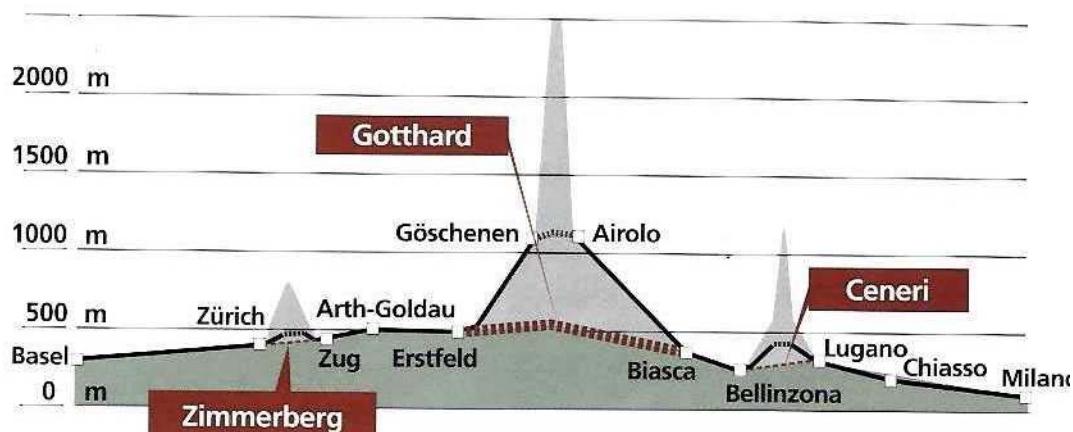 2000 m
1500 m
1000 m
500 m
0 m
Gotthard
Göschenen
Airolo
Zürich
Arth-Goldau
Ceneri
Basel
Zug
Erstfeld
Biasca
Bellinzona
Lugano
Chiasso
Milano
Zimmerberg